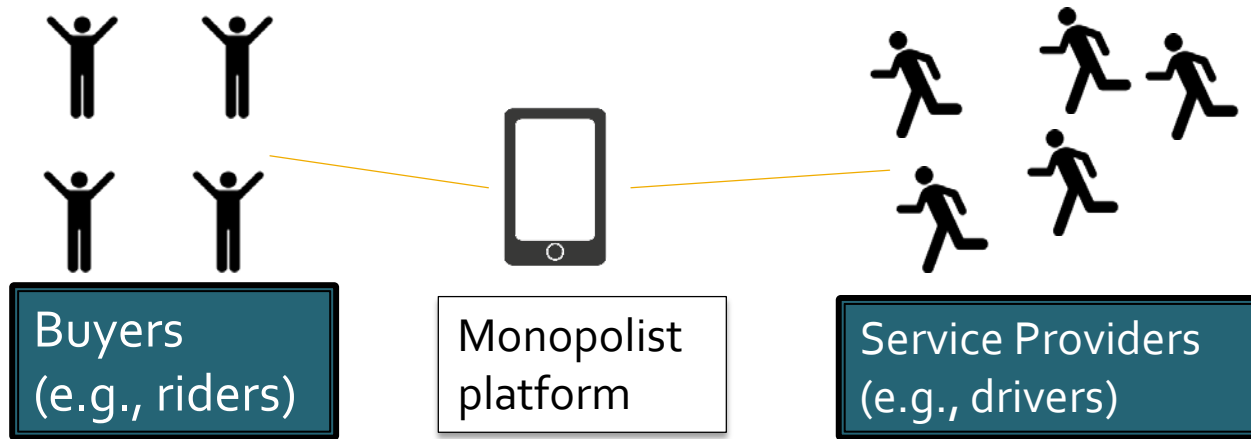 Buyers
(e.g., riders)
Monopolist
platform
Service Providers
(e.g., drivers)